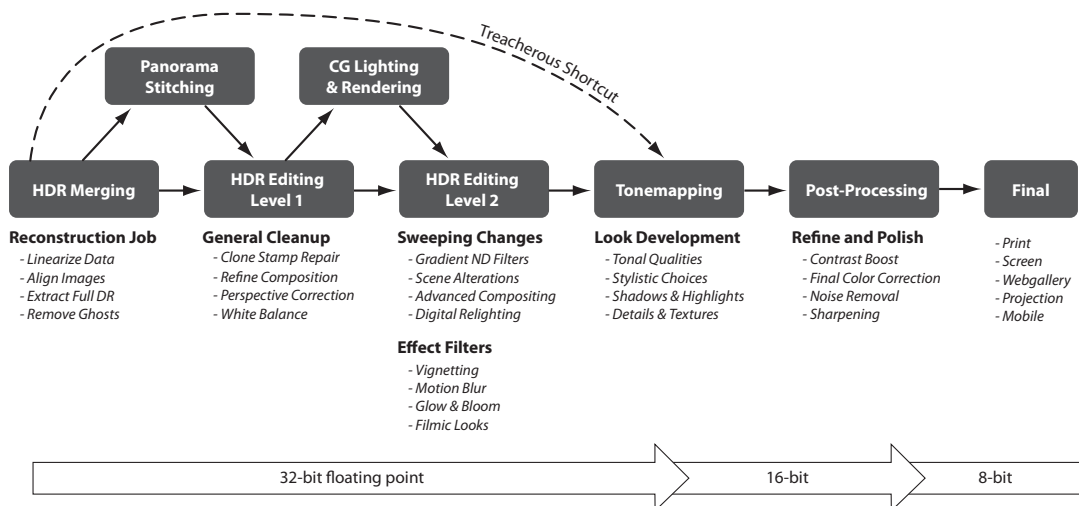 Treacherous Shortcut
Panorama
Stitching
CG Lighting
& Rendering
HDR Merging
HDR Editing
Level 1
HDR Editing
Level 2
Tonemapping
Post-Processing
Final
Reconstruction Job
- Linearize Data
- Align Images
- Extract Full DR
- Remove Ghosts
General Cleanup
- Clone Stamp Repair
- Refine Composition
- Perspective Correction
- White Balance
Sweeping Changes
- Gradient ND Filters
- Scene Alterations
- Advanced Compositing
- Digital Relighting
Effect Filters
- Vignetting
- Motion Blur
- Glow & Bloom
- Filmic Looks
Look Development
- Tonal Qualities
- Stylistic Choices
- Shadows & Highlights
- Details & Textures
Refine and Polish
- Contrast Boost
- Final Color Correction
- Noise Removal
- Sharpening
- Print
- Screen
- Webgallery
- Projection
- Mobile
32-bit floating point
16-bit
8-bit